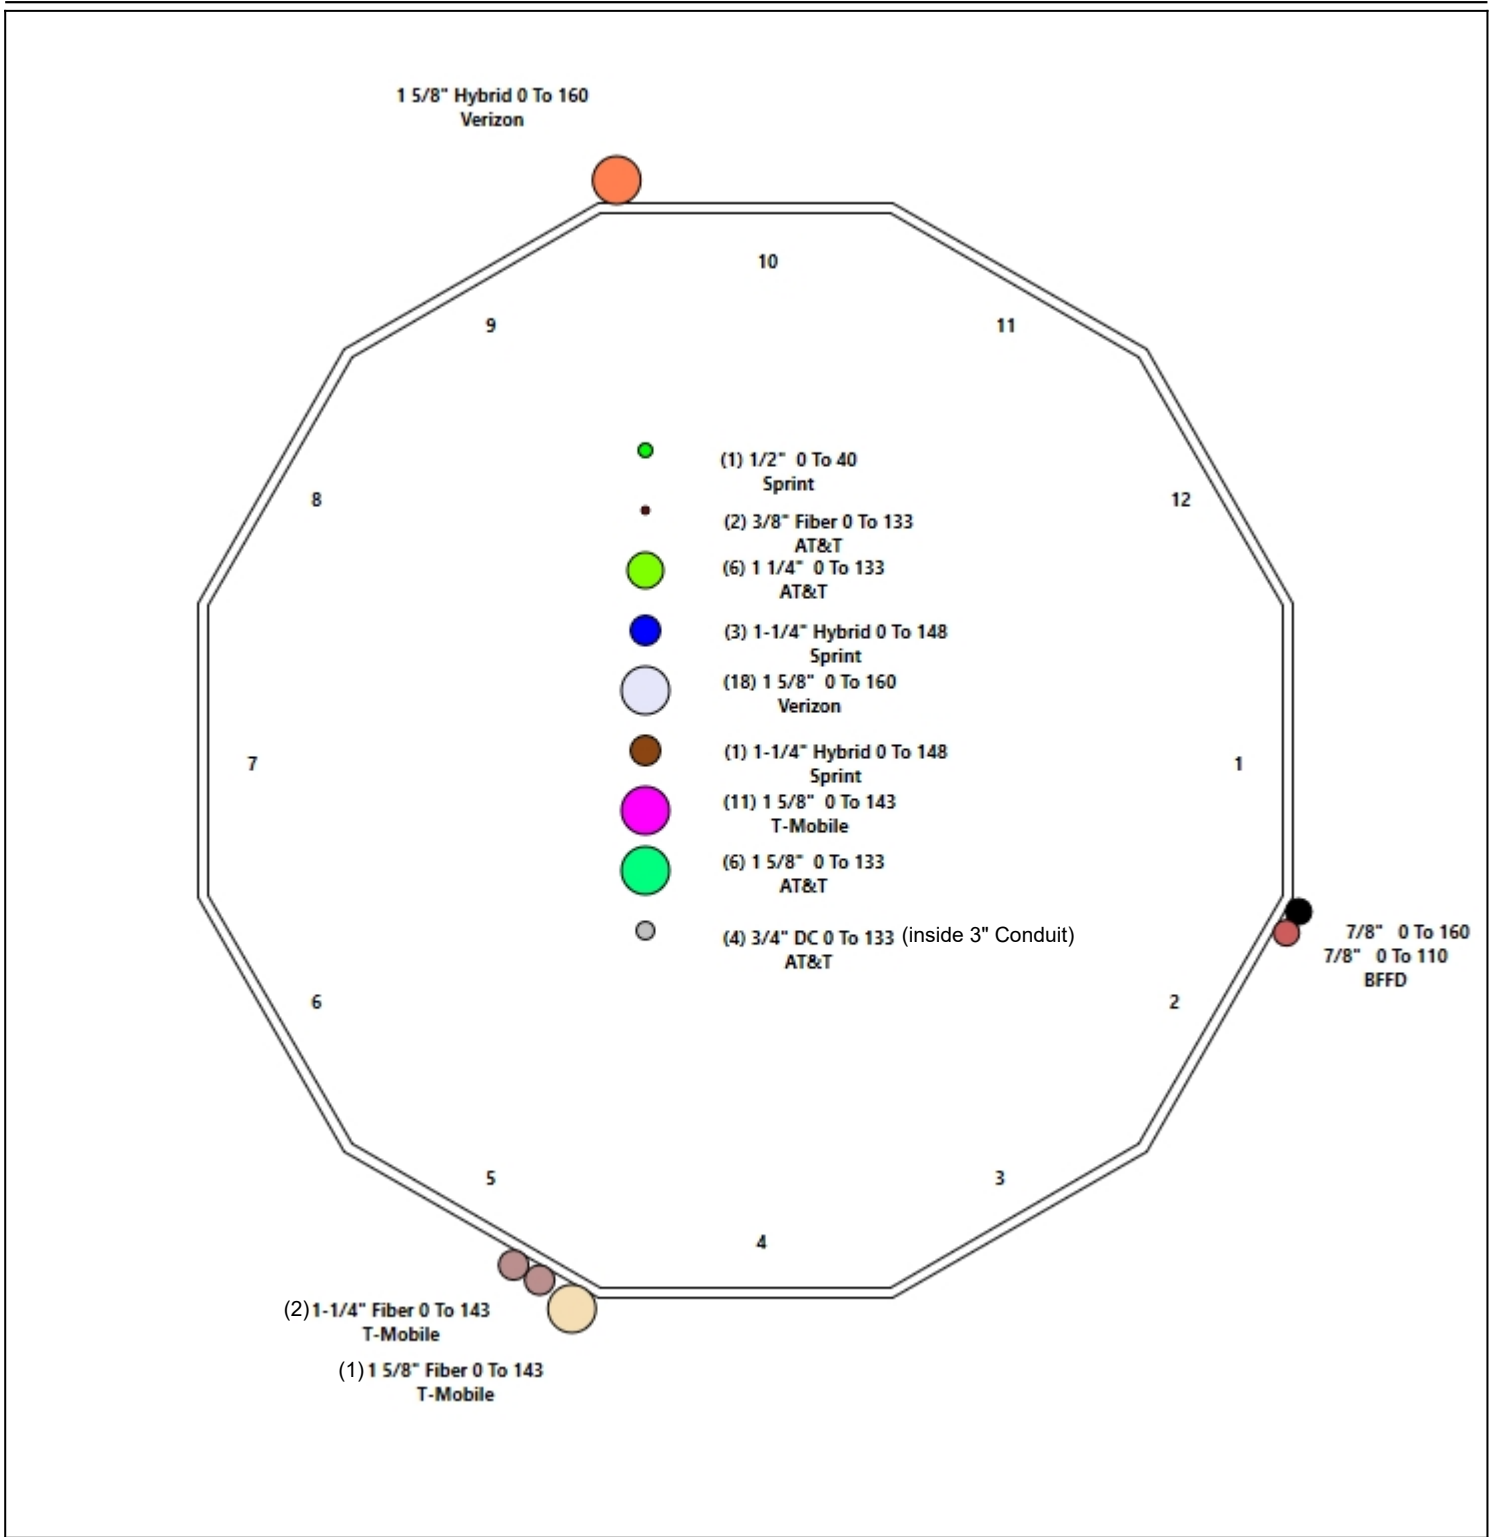 1 5/8" Hybrid 0 To 160
Verizon
10
9
11
8
12
(1) 1/2" 0 To 40
Sprint
(2) 3/8" Fiber 0 To 133
AT&T
(6) 1 1/4" 0 To 133
AT&T
(3) 1-1/4" Hybrid 0 To 148
Sprint
(18) 1 5/8" 0 To 160
Verizon
7
1
(1) 1-1/4" Hybrid 0 To 148
Sprint
(11) 1 5/8" 0 To 143
T-Mobile
(6) 1 5/8" 0 To 133
AT&T
(4) 3/4" DC 0 To 133 (inside 3" Conduit)
AT&T
7/8" 0 To 160
7/8" 0 To 110
BFFD
6
2
5
3
4
(2) 1-1/4" Fiber 0 To 143
T-Mobile
(1) 1 5/8" Fiber 0 To 143
T-Mobile